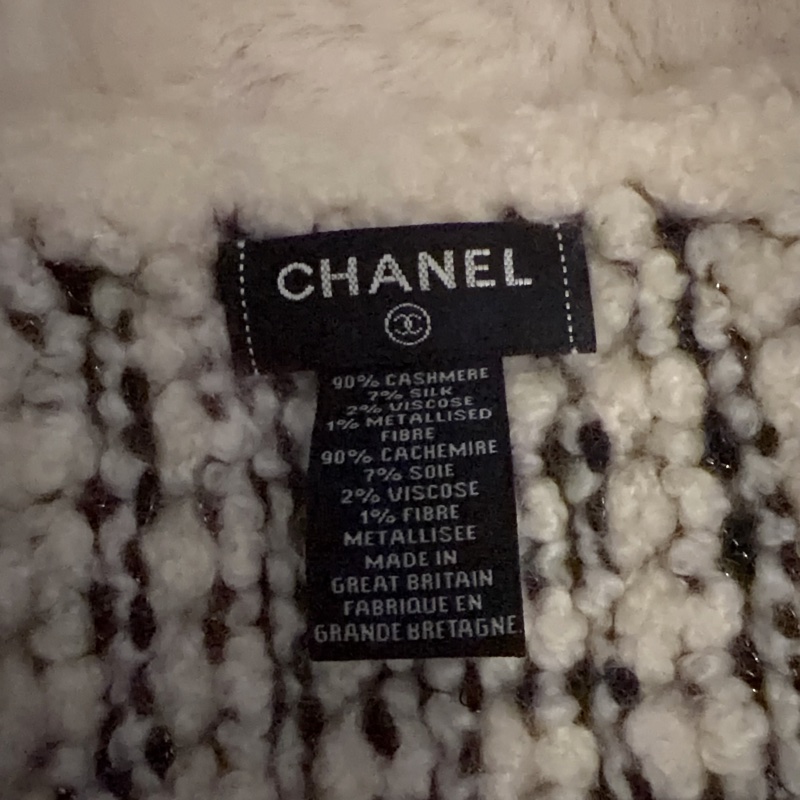 CHANEL
90% CASHMERE
7% SILK
2% VISCOSE
1% METALLISED
FIBRE
90% CACHEMIRE
7% SOIE
2% VISCOSE
1% FIBRE
METALLISEE
MADE IN
GREAT BRITAIN
FABRIQUE EN
GRANDE BRETAGNE